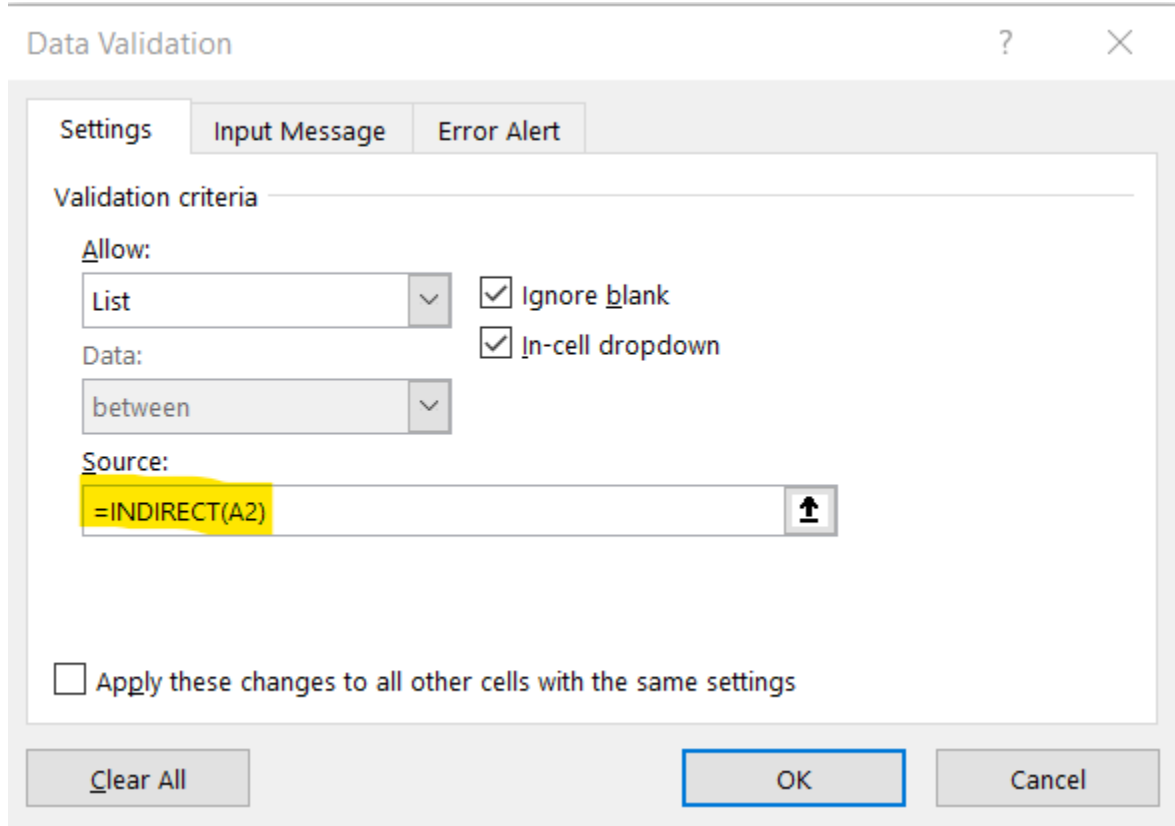 Data Validation ?
Settings Input Message Error Alert
Validation criteria
Allow:
List Ignore blank
In-cell dropdown
Data:
between
Source:
=INDIRECT(A2)
Apply these changes to all other cells with the same settings
Clear All OK Cancel